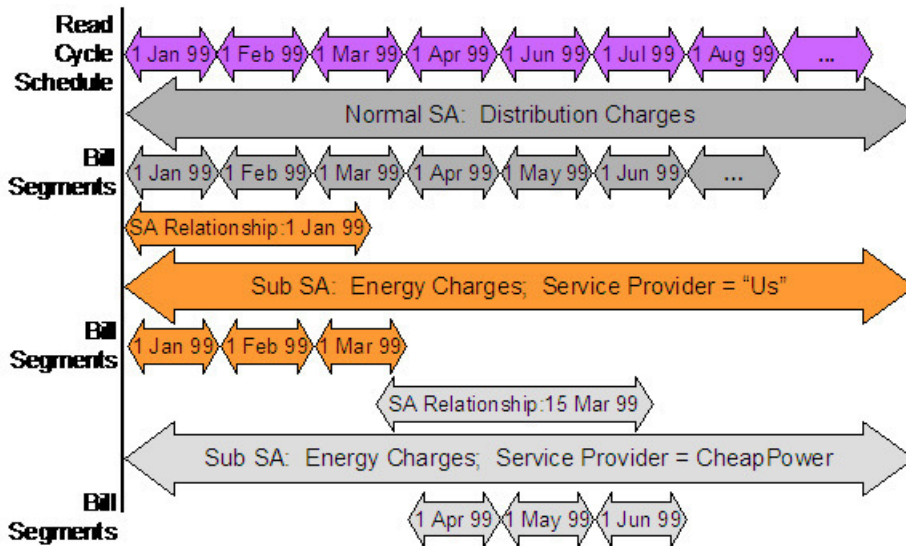 Read
Cycle
Schedule
1 Jan 99 1 Feb 99 1 Mar 99 1 Apr 99 1 Jun 99 1 Jul 99 1 Aug 99 ...
Normal SA: Distribution Charges
Bill
Segments
1 Jan 99 1 Feb 99 1 Mar 99 1 Apr 99 1 May 99 1 Jun 99 ...
SA Relationship:1 Jan 99
Sub SA: Energy Charges; Service Provider = “Us”
Bill
Segments
1 Jan 99 1 Feb 99 1 Mar 99
SA Relationship:15 Mar 99
Sub SA: Energy Charges; Service Provider = CheapPower
Bill
Segments
1 Apr 99 1 May 99 1 Jun 99